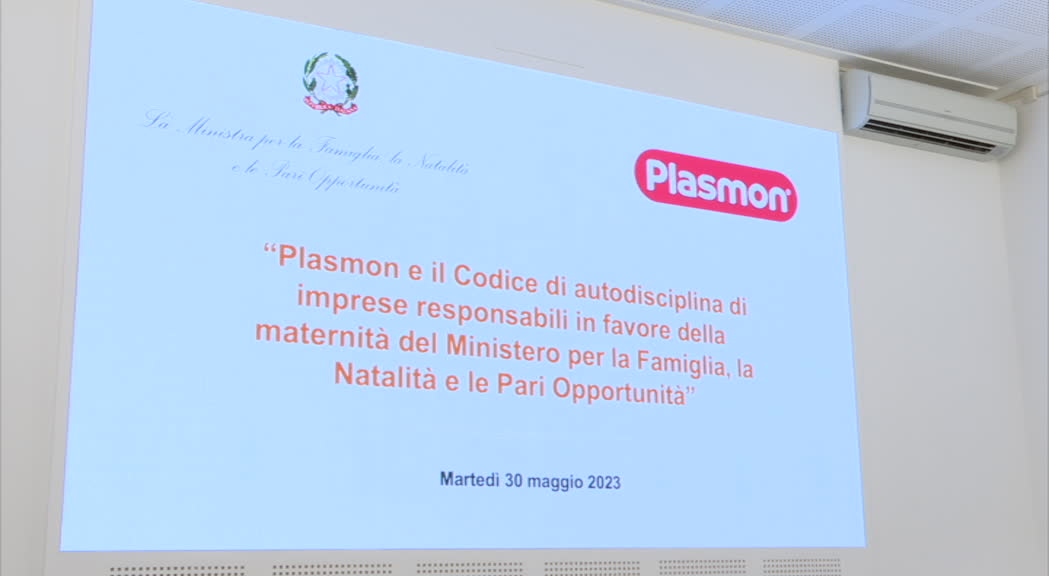 La Ministra per la Famiglia, la Natalità
e le Pari Opportunità
Plasmon
“Plasmon e il Codice di autodisciplina di
imprese responsabili in favore della
maternità del Ministero per la Famiglia, la
Natalità e le Pari Opportunità”
Martedì 30 maggio 2023